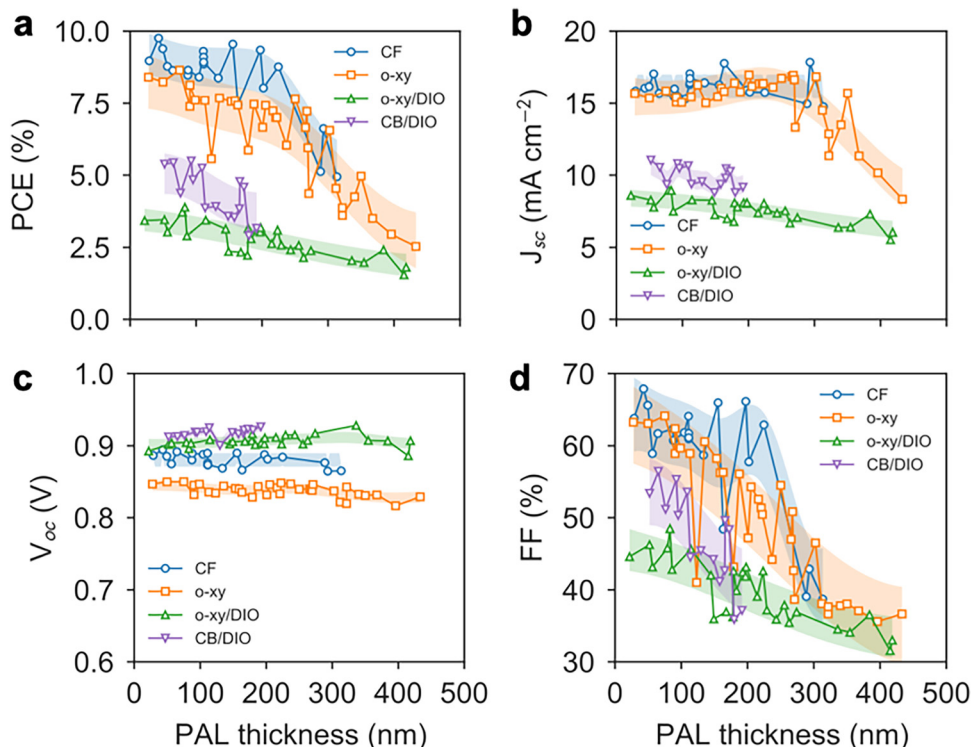 a
PCE (%)
10.0
7.5
5.0
2.5
0.0
CF
o-xy
o-xy/DIO
CB/DIO
b
J_sc (mA cm⁻²)
20
15
10
5
0
CF
o-xy
o-xy/DIO
CB/DIO
c
V_oc (V)
1.0
0.9
0.8
0.7
0.6
CF
o-xy
o-xy/DIO
CB/DIO
0 100 200 300 400 500
PAL thickness (nm)
d
FF (%)
70
60
50
40
30
CF
o-xy
o-xy/DIO
CB/DIO
0 100 200 300 400 500
PAL thickness (nm)